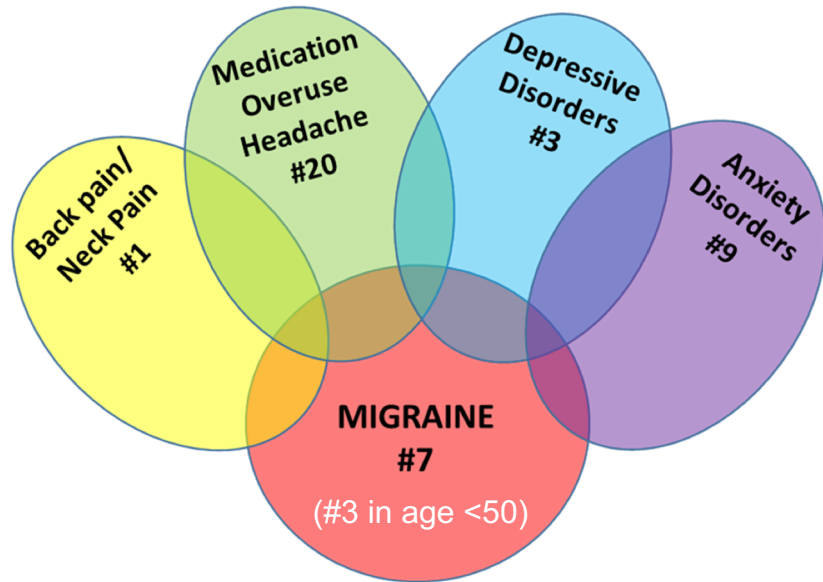 Back pain/
Neck Pain
#1
Medication
Overuse
Headache
#20
Depressive
Disorders
#3
Anxiety
Disorders
#9
MIGRAINE
#7
(#3 in age <50)